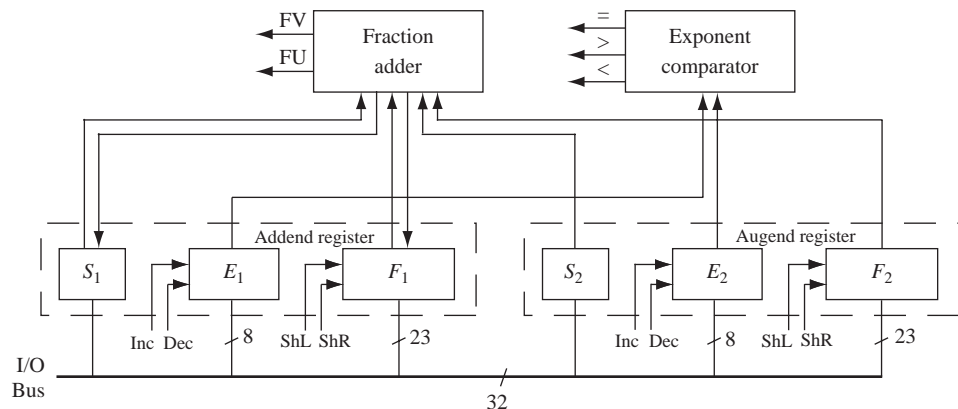 FV
FU
Fraction
adder
=
>
<
Exponent
comparator
Addend register
Augend register
S1
E1
F1
S2
E2
F2
Inc Dec
8
ShL ShR
23
Inc Dec
8
ShL ShR
23
I/O
Bus
32